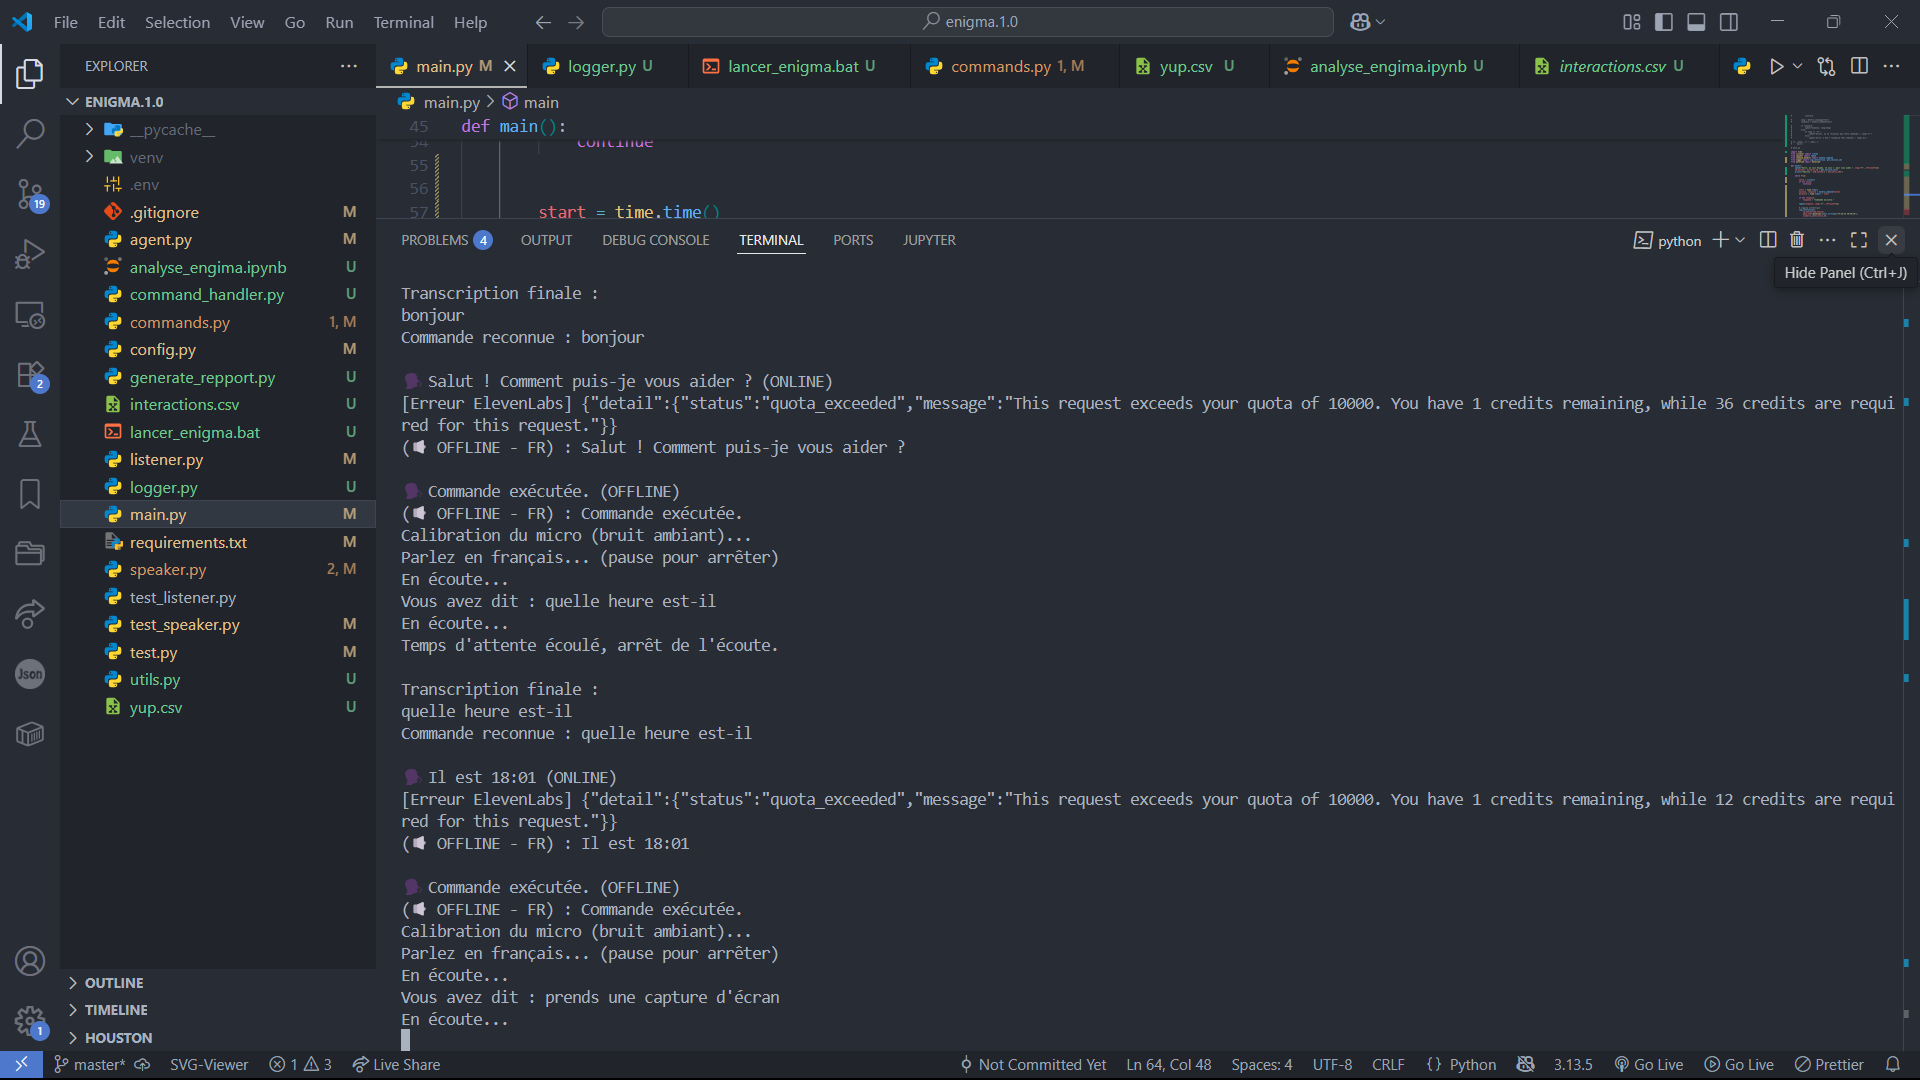 File Edit Selection View Go Run Terminal Help
enigma.1.0
EXPLORER
main.py M
logger.py U
lancer_enigma.bat U
commands.py 1, M
yup.csv U
analyse_engima.ipynb U
interactions.csv U
ENIGMA.1.0
__pycache__
venv
.env
.gitignore M
agent.py M
analyse_engima.ipynb U
command_handler.py U
commands.py 1, M
config.py M
generate_repport.py U
interactions.csv U
lancer_enigma.bat U
listener.py M
logger.py U
main.py M
requirements.txt M
speaker.py 2, M
test_listener.py
test_speaker.py M
test.py M
utils.py U
yup.csv U
OUTLINE
TIMELINE
HOUSTON
19
2
Json
1
main.py > main
45 def main():
54 continue
55
56
57 start = time.time()
PROBLEMS 4 OUTPUT DEBUG CONSOLE TERMINAL PORTS JUPYTER
python
Hide Panel (Ctrl+J)
Transcription finale :
bonjour
Commande reconnue : bonjour
Salut ! Comment puis-je vous aider ? (ONLINE)
[Erreur ElevenLabs] {"detail":{"status":"quota_exceeded","message":"This request exceeds your quota of 10000. You have 1 credits remaining, while 36 credits are requi
red for this request."}}
( OFFLINE - FR) : Salut ! Comment puis-je vous aider ?
Commande exécutée. (OFFLINE)
( OFFLINE - FR) : Commande exécutée.
Calibration du micro (bruit ambiant)...
Parlez en français... (pause pour arrêter)
En écoute...
Vous avez dit : quelle heure est-il
En écoute...
Temps d'attente écoulé, arrêt de l'écoute.
Transcription finale :
quelle heure est-il
Commande reconnue : quelle heure est-il
Il est 18:01 (ONLINE)
[Erreur ElevenLabs] {"detail":{"status":"quota_exceeded","message":"This request exceeds your quota of 10000. You have 1 credits remaining, while 12 credits are requi
red for this request."}}
( OFFLINE - FR) : Il est 18:01
Commande exécutée. (OFFLINE)
( OFFLINE - FR) : Commande exécutée.
Calibration du micro (bruit ambiant)...
Parlez en français... (pause pour arrêter)
En écoute...
Vous avez dit : prends une capture d'écran
En écoute...
master* SVG-Viewer 1 3 Live Share Not Committed Yet Ln 64, Col 48 Spaces: 4 UTF-8 CRLF {} Python 3.13.5 Go Live Go Live Prettier